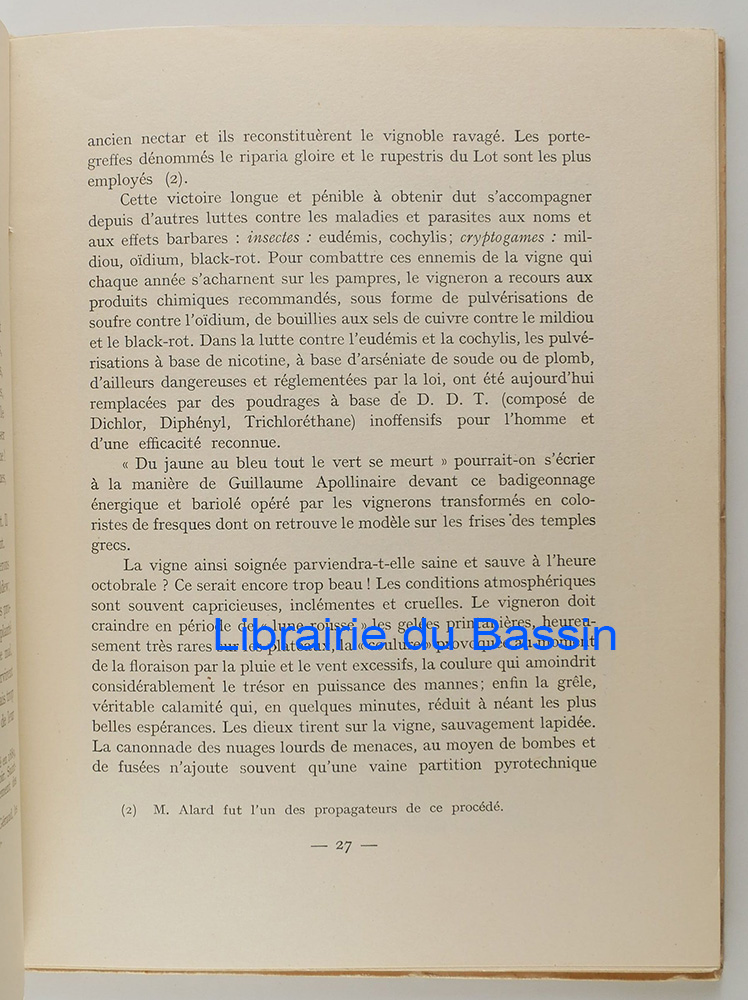 ancien nectar et ils reconstituèrent le vignoble ravagé. Les porte-
greffes dénommés le riparia gloire et le rupestris du Lot sont les plus
employés (2).
Cette victoire longue et pénible à obtenir dut s'accompagner
depuis d'autres luttes contre les maladies et parasites aux noms et
aux effets barbares : insectes : eudémis, cochylis ; cryptogames : mil-
diou, oïdium, black-rot. Pour combattre ces ennemis de la vigne qui
chaque année s'acharnent sur les pampres, le vigneron a recours aux
produits chimiques recommandés, sous forme de pulvérisations de
soufre contre l'oïdium, de bouillies aux sels de cuivre contre le mildiou
et le black-rot. Dans la lutte contre l'eudémis et la cochylis, les pulvé-
risations à base de nicotine, à base d'arséniate de soude ou de plomb,
d'ailleurs dangereuses et réglementées par la loi, ont été aujourd'hui
remplacées par des poudrages à base de D. D. T. (composé de
Dichlor, Diphényl, Trichloréthane) inoffensifs pour l'homme et
d'une efficacité reconnue.
« Du jaune au bleu tout le vert se meurt » pourrait-on s'écrier
à la manière de Guillaume Apollinaire devant ce badigeonnage
énergique et bariolé opéré par les vignerons transformés en colo-
ristes de fresques dont on retrouve le modèle sur les frises des temples
grecs.
La vigne ainsi soignée parviendra-t-elle saine et sauve à l'heure
octobrale ? Ce serait encore trop beau ! Les conditions atmosphériques
sont souvent capricieuses, inclémentes et cruelles. Le vigneron doit
craindre en période de « lune rousse » les gelées printanières, heureu-
Librairie du Bassin
sement très rares sur les plateaux, la « coulure » provoquée au moment
de la floraison par la pluie et le vent excessifs, la coulure qui amoindrit
considérablement le trésor en puissance des mannes ; enfin la grêle,
véritable calamité qui, en quelques minutes, réduit à néant les plus
belles espérances. Les dieux tirent sur la vigne, sauvagement lapidée.
La canonnade des nuages lourds de menaces, au moyen de bombes et
de fusées n'ajoute souvent qu'une vaine partition pyrotechnique
(2) M. Alard fut l'un des propagateurs de ce procédé.
— 27 —